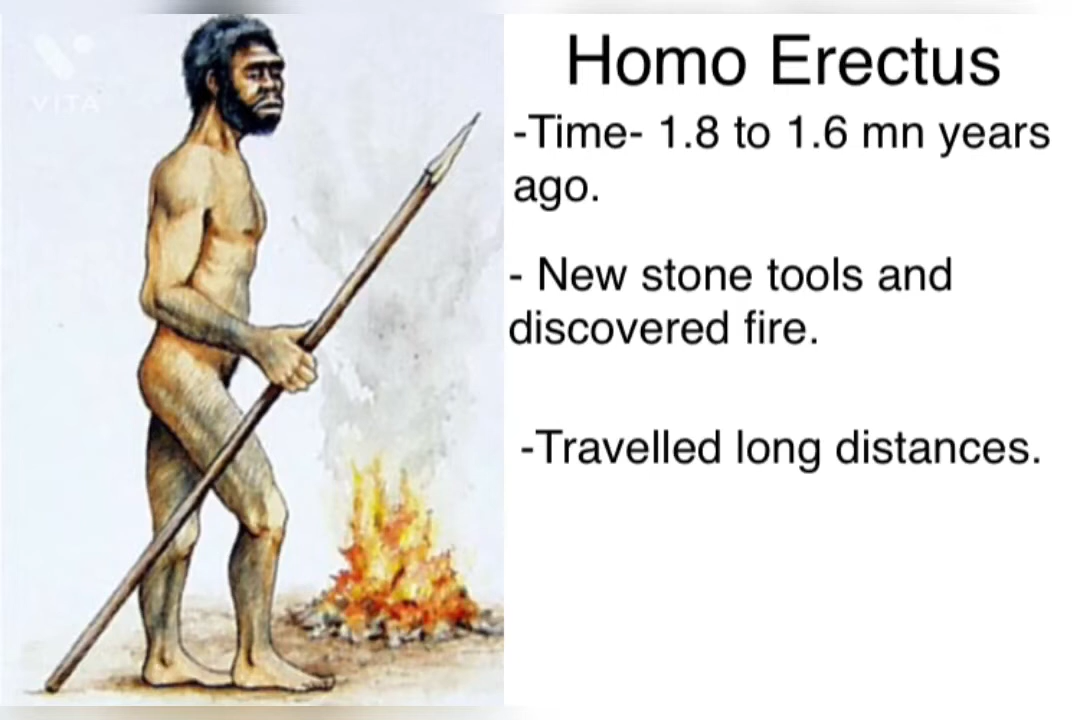 VITA
Homo Erectus
-Time- 1.8 to 1.6 mn years
ago.
- New stone tools and
discovered fire.
-Travelled long distances.